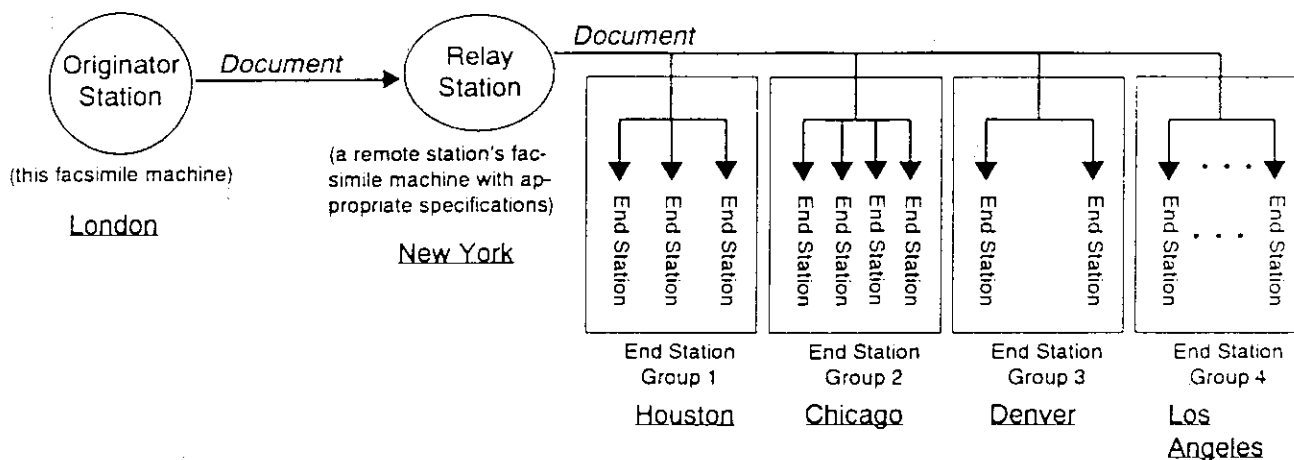 Originator
Station
Document
Relay
Station
Document
(this facsimile machine)
London
(a remote station's fac-
simile machine with ap-
propriate specifications)
New York
End Station
End Station
End Station
End Station
End Station
End Station
End Station
End Station
End Station
End Station
. . .
. . .
End Station
End Station
Group 1
Houston
End Station
Group 2
Chicago
End Station
Group 3
Denver
End Station
Group 4
Los
Angeles